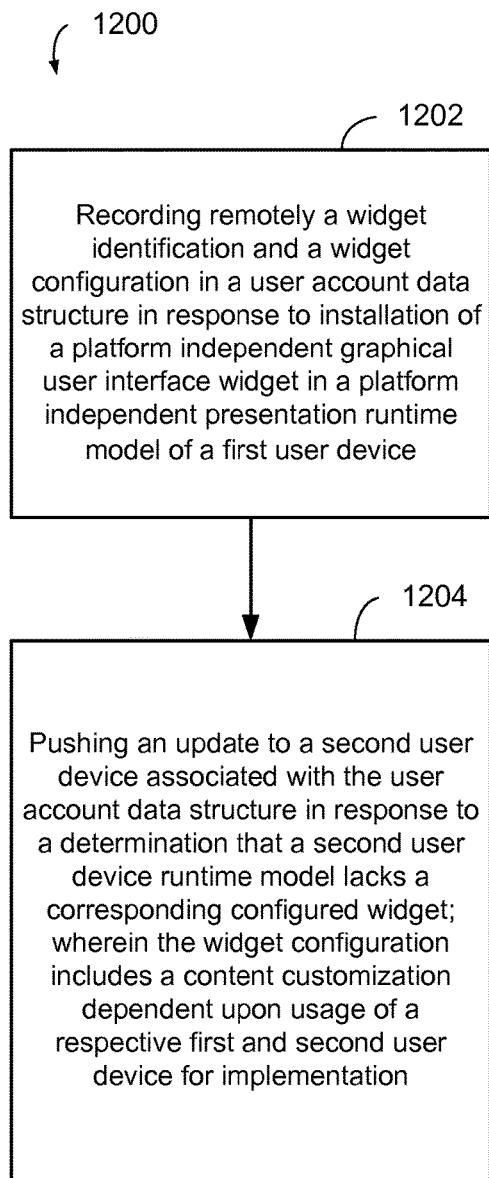 1200
1202
Recording remotely a widget
identification and a widget
configuration in a user account data
structure in response to installation of
a platform independent graphical
user interface widget in a platform
independent presentation runtime
model of a first user device
1204
Pushing an update to a second user
device associated with the user
account data structure in response to
a determination that a second user
device runtime model lacks a
corresponding configured widget;
wherein the widget configuration
includes a content customization
dependent upon usage of a
respective first and second user
device for implementation